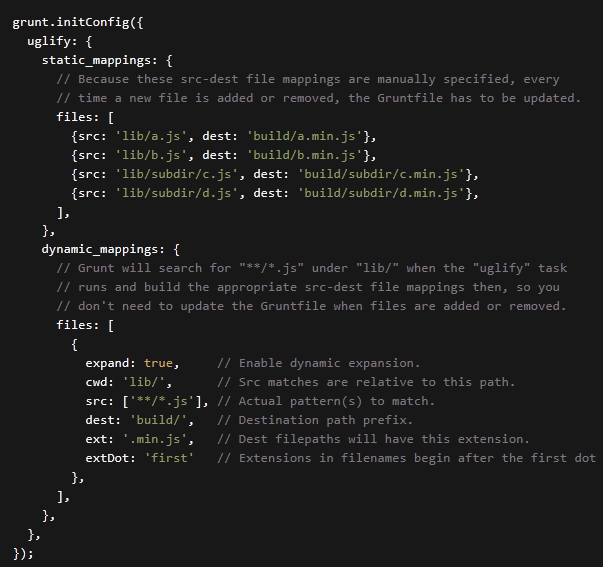 grunt.initConfig({
  uglify: {
    static_mappings: {
      // Because these src-dest file mappings are manually specified, every
      // time a new file is added or removed, the Gruntfile has to be updated.
      files: [
        {src: 'lib/a.js', dest: 'build/a.min.js'},
        {src: 'lib/b.js', dest: 'build/b.min.js'},
        {src: 'lib/subdir/c.js', dest: 'build/subdir/c.min.js'},
        {src: 'lib/subdir/d.js', dest: 'build/subdir/d.min.js'},
      ],
    },
    dynamic_mappings: {
      // Grunt will search for "**/*.js" under "lib/" when the "uglify" task
      // runs and build the appropriate src-dest file mappings then, so you
      // don't need to update the Gruntfile when files are added or removed.
      files: [
        {
          expand: true,     // Enable dynamic expansion.
          cwd: 'lib/',      // Src matches are relative to this path.
          src: ['**/*.js'], // Actual pattern(s) to match.
          dest: 'build/',   // Destination path prefix.
          ext: '.min.js',   // Dest filepaths will have this extension.
          extDot: 'first'   // Extensions in filenames begin after the first dot
        },
      ],
    },
  },
});